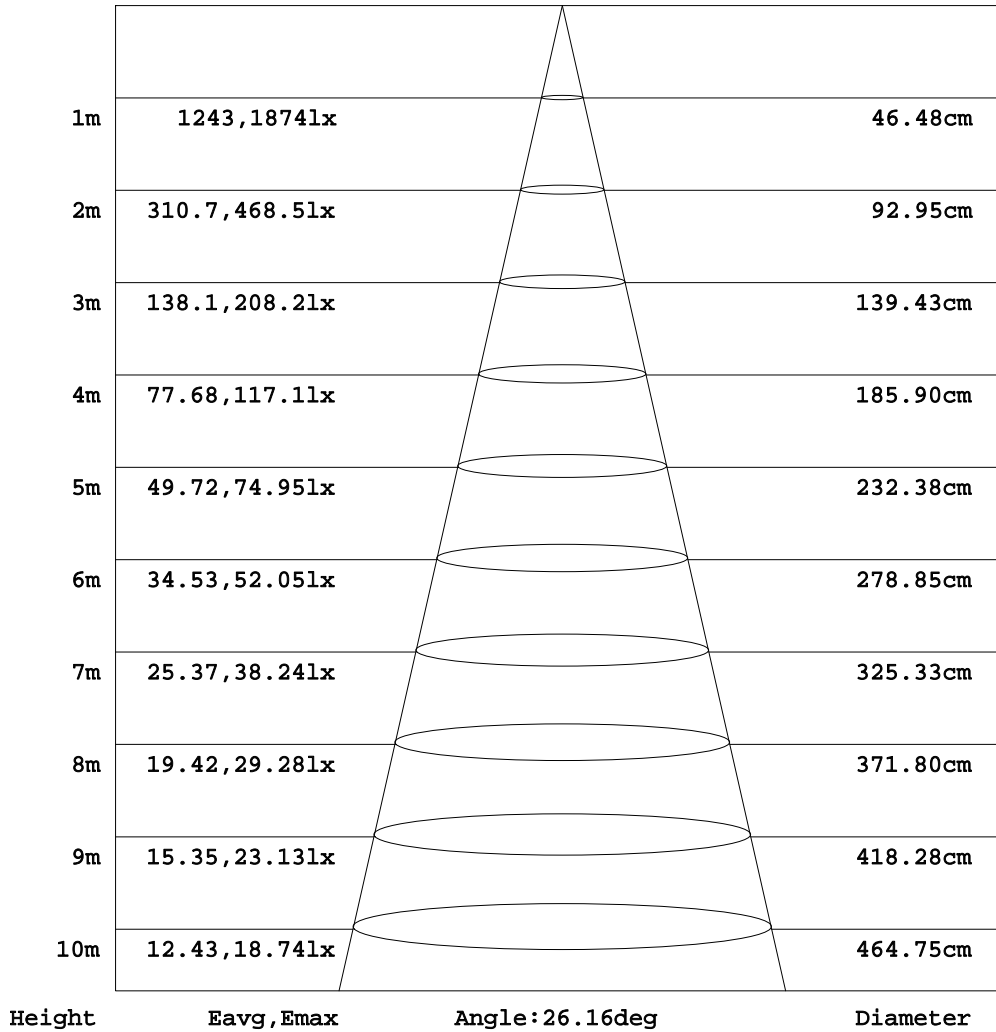 1m 1243,1874lx 46.48cm
2m 310.7,468.5lx 92.95cm
3m 138.1,208.2lx 139.43cm
4m 77.68,117.1lx 185.90cm
5m 49.72,74.95lx 232.38cm
6m 34.53,52.05lx 278.85cm
7m 25.37,38.24lx 325.33cm
8m 19.42,29.28lx 371.80cm
9m 15.35,23.13lx 418.28cm
10m 12.43,18.74lx 464.75cm
Height Eavg,Emax Angle:26.16deg Diameter